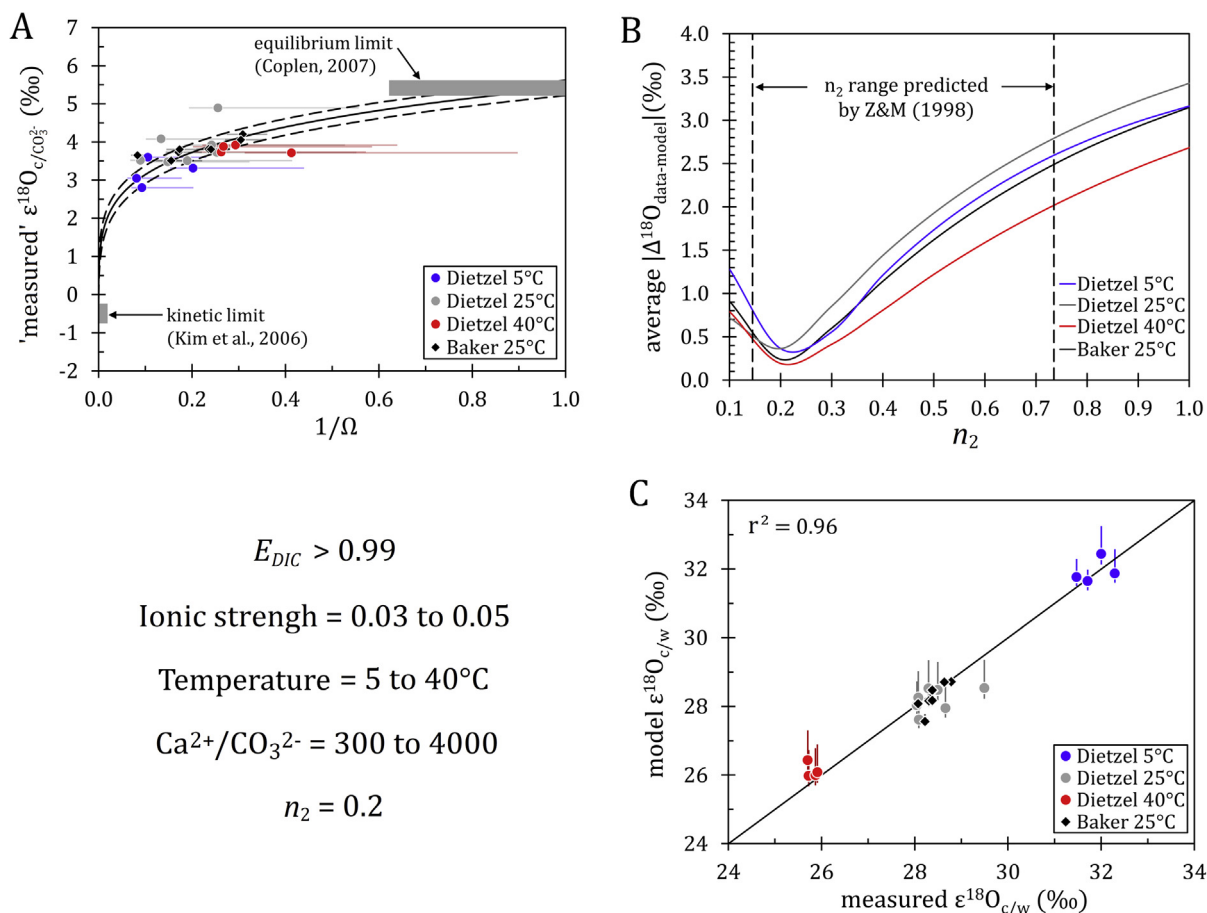 A
'measured' ε¹⁸O c/CO₃²⁻ (‰)
7
6
5
4
3
2
1
0
-1
-2
equilibrium limit
(Coplen, 2007)
kinetic limit
(Kim et al., 2006)
Dietzel 5°C
Dietzel 25°C
Dietzel 40°C
Baker 25°C
0.0 0.2 0.4 0.6 0.8 1.0
1/Ω
B
average |Δ¹⁸O data-model|(‰)
4.0
3.5
3.0
2.5
2.0
1.5
1.0
0.5
0.0
n₂ range predicted
by Z&M (1998)
Dietzel 5°C
Dietzel 25°C
Dietzel 40°C
Baker 25°C
0.1 0.2 0.3 0.4 0.5 0.6 0.7 0.8 0.9 1.0
n₂
E_DIC > 0.99
Ionic strengh = 0.03 to 0.05
Temperature = 5 to 40°C
Ca²⁺/CO₃²⁻ = 300 to 4000
n₂ = 0.2
C
model ε¹⁸O c/w (‰)
34
32
30
28
26
24
r² = 0.96
Dietzel 5°C
Dietzel 25°C
Dietzel 40°C
Baker 25°C
24 26 28 30 32 34
measured ε¹⁸O c/w (‰)